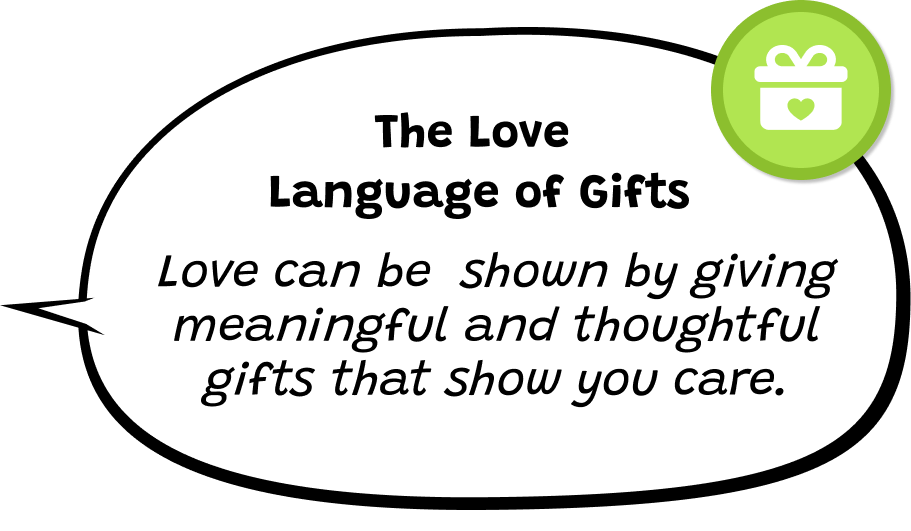 The Love
Language of Gifts
Love can be  shown by giving
meaningful and thoughtful
gifts that show you care.